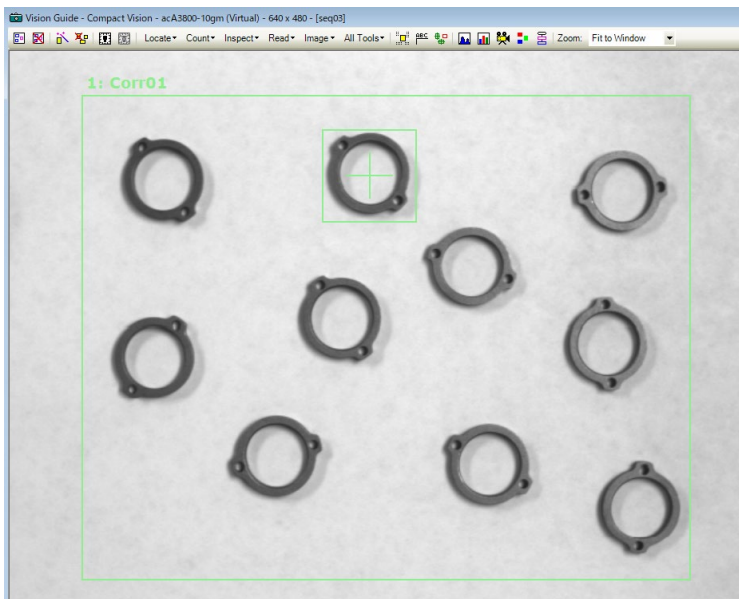 Vision Guide - Compact Vision - acA3800-10gm (Virtual) - 640 x 480 - [seq03]
Locate Count Inspect Read Image All Tools ABC Zoom: Fit to Window
1: Corr01